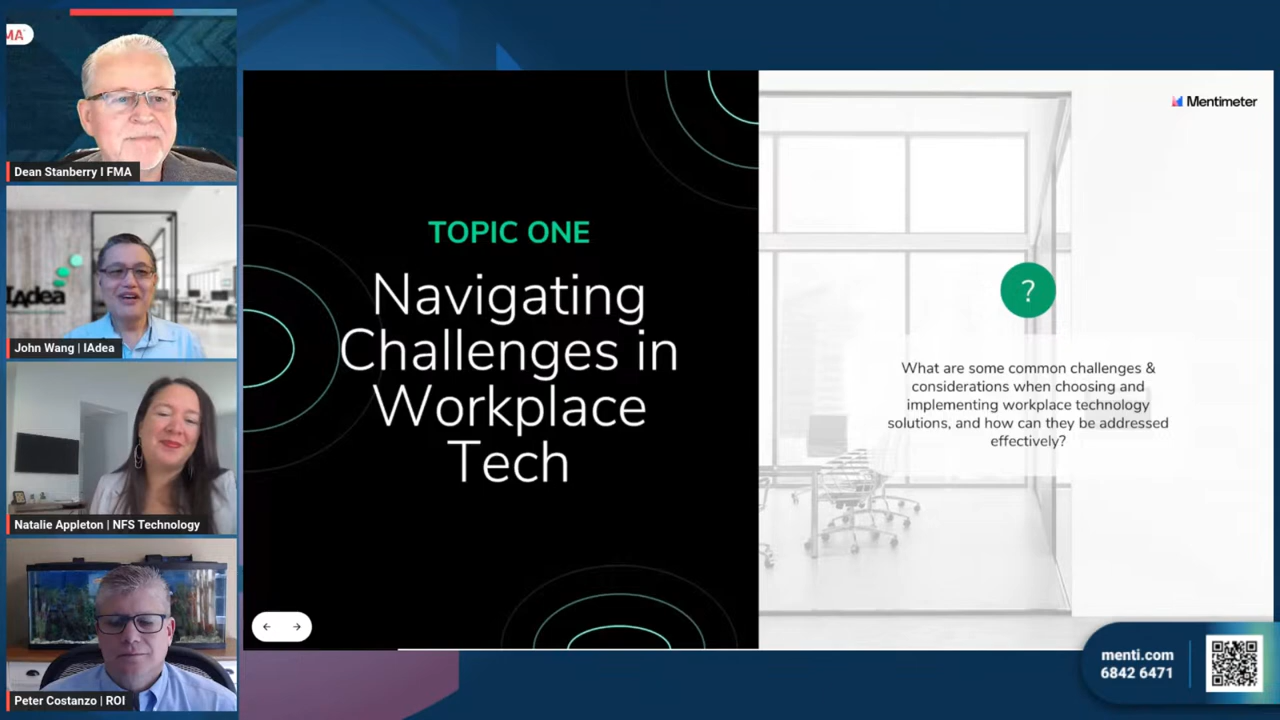 MA
Dean Stanberry I FMA
IAdea
John Wang | IAdea
Natalie Appleton | NFS Technology
Peter Costanzo | ROI
TOPIC ONE
Navigating
Challenges in
Workplace
Tech
Mentimeter
?
What are some common challenges &
considerations when choosing and
implementing workplace technology
solutions, and how can they be addressed
effectively?
menti.com
6842 6471